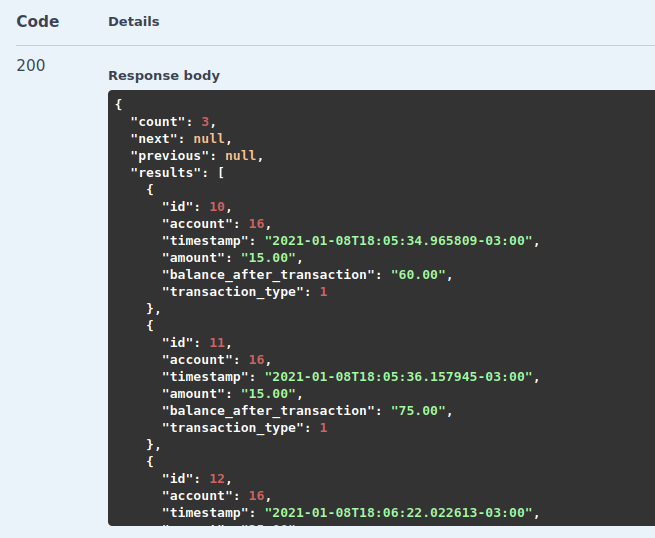 Code Details
200
Response body
{
"count": 3,
"next": null,
"previous": null,
"results": [
{
"id": 10,
"account": 16,
"timestamp": "2021-01-08T18:05:34.965809-03:00",
"amount": "15.00",
"balance_after_transaction": "60.00",
"transaction_type": 1
},
{
"id": 11,
"account": 16,
"timestamp": "2021-01-08T18:05:36.157945-03:00",
"amount": "15.00",
"balance_after_transaction": "75.00",
"transaction_type": 1
},
{
"id": 12,
"account": 16,
"timestamp": "2021-01-08T18:06:22.022613-03:00",